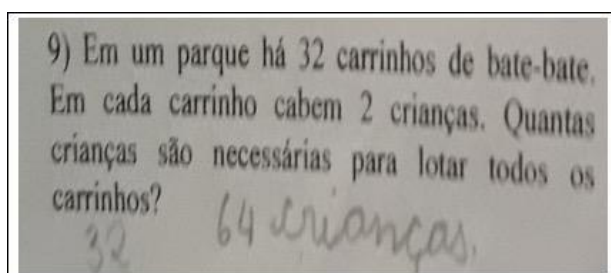 9) Em um parque há 32 carrinhos de bate-bate.
Em cada carrinho cabem 2 crianças. Quantas
crianças são necessárias para lotar todos os
carrinhos?
64 crianças.
32